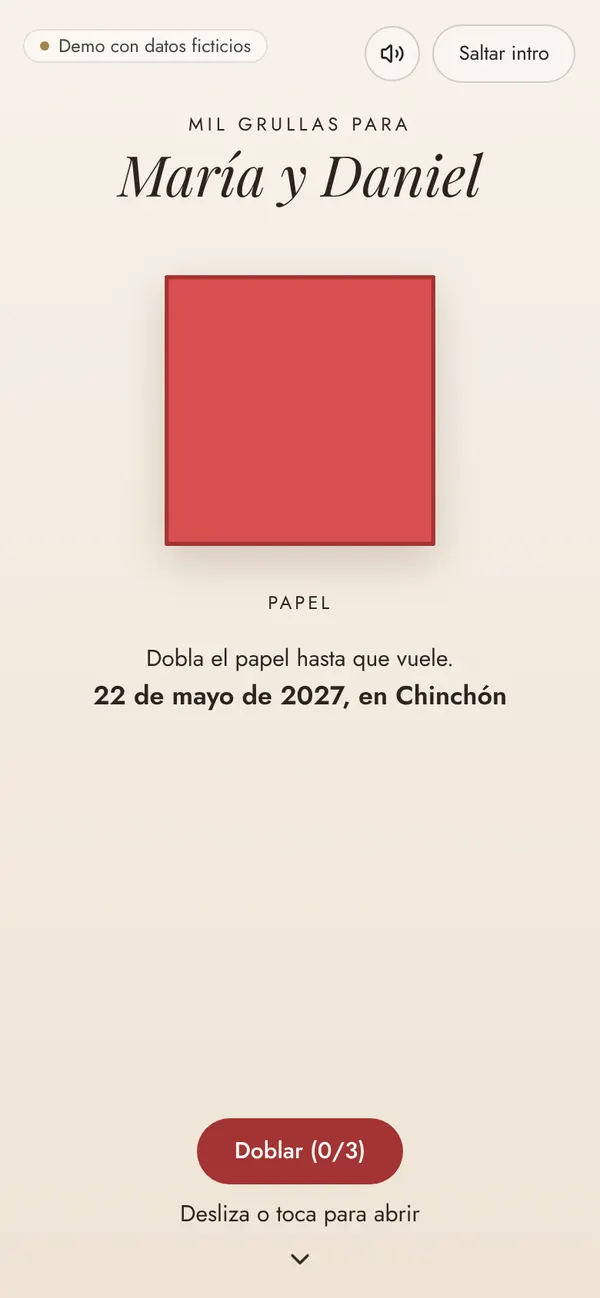 Demo con datos ficticios
Saltar intro
MIL GRULLAS PARA
María y Daniel
PAPEL
Dobla el papel hasta que vuele.
22 de mayo de 2027, en Chinchón
Doblar (0/3)
Desliza o toca para abrir